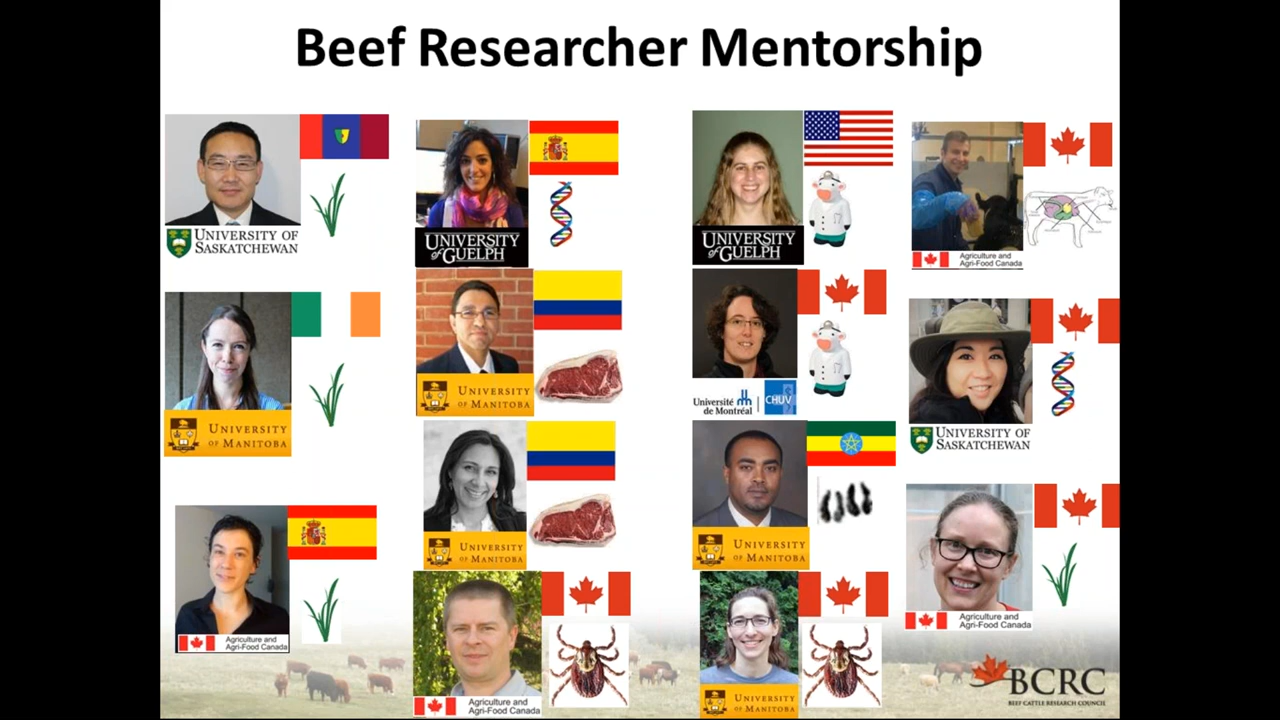 Beef Researcher Mentorship
UNIVERSITY OF
SASKATCHEWAN
UNIVERSITY
of GUELPH
UNIVERSITY
of GUELPH
Agriculture and
Agri-Food Canada
UNIVERSITY
OF MANITOBA
UNIVERSITY
OF MANITOBA
Université
de Montréal
CHUV
UNIVERSITY OF
SASKATCHEWAN
UNIVERSITY
OF MANITOBA
UNIVERSITY
OF MANITOBA
Agriculture and
Agri-Food Canada
Agriculture and
Agri-Food Canada
Agriculture and
Agri-Food Canada
UNIVERSITY
OF MANITOBA
BCRC
BEEF CATTLE RESEARCH COUNCIL